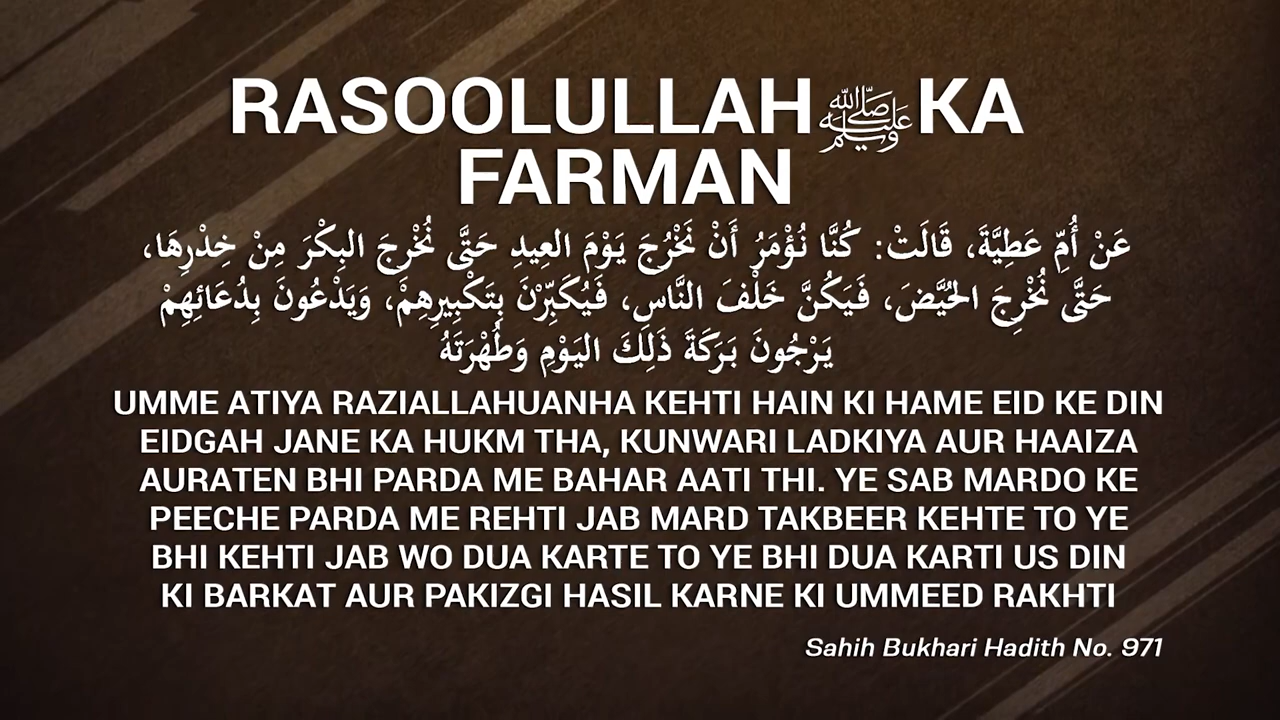 RASOOLULLAH ﷺ KA
FARMAN
عَنْ أُمِّ عَطِيَّةَ، قَالَتْ: كُنَّا نُؤْمَرُ أَنْ نَخْرُجَ يَوْمَ العِيدِ حَتَّى نُخْرِجَ البِكْرَ مِنْ خِدْرِهَا،
حَتَّى نُخْرِجَ الحُيَّضَ، فَيَكُنَّ خَلْفَ النَّاسِ، فَيُكَبِّرْنَ بِتَكْبِيرِهِمْ، وَيَدْعُونَ بِدُعَائِهِمْ
يَرْجُونَ بَرَكَةَ ذَلِكَ اليَوْمِ وَطُهْرَتَهُ
UMME ATIYA RAZIALLAHUANHA KEHTI HAIN KI HAME EID KE DIN
EIDGAH JANE KA HUKM THA, KUNWARI LADKIYA AUR HAAIZA
AURATEN BHI PARDA ME BAHAR AATI THI. YE SAB MARDO KE
PEECHE PARDA ME REHTI JAB MARD TAKBEER KEHTE TO YE
BHI KEHTI JAB WO DUA KARTE TO YE BHI DUA KARTI US DIN
KI BARKAT AUR PAKIZGI HASIL KARNE KI UMMEED RAKHTI
Sahih Bukhari Hadith No. 971